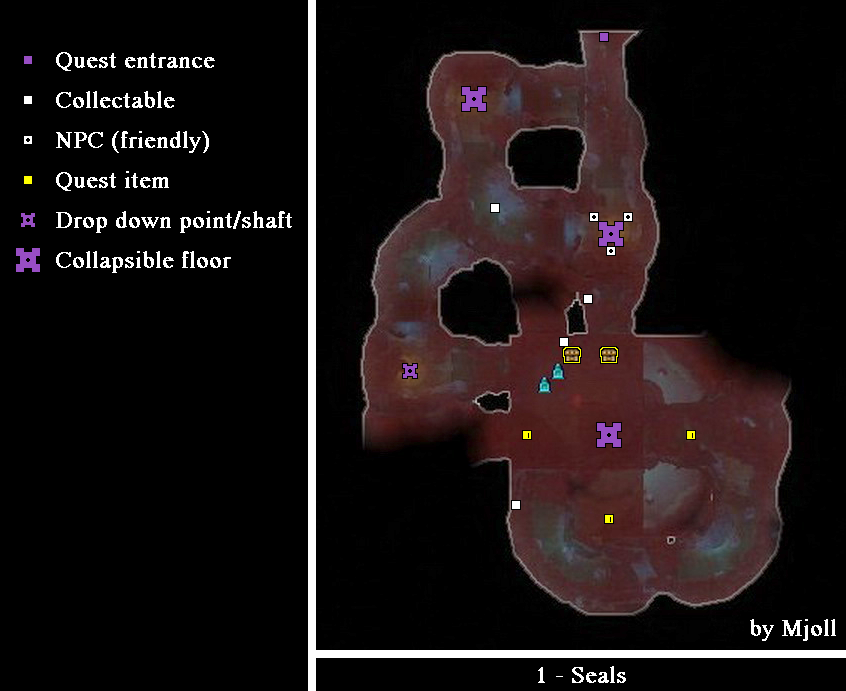 Quest entrance
Collectable
NPC (friendly)
Quest item
Drop down point/shaft
Collapsible floor
by Mjoll
1 - Seals